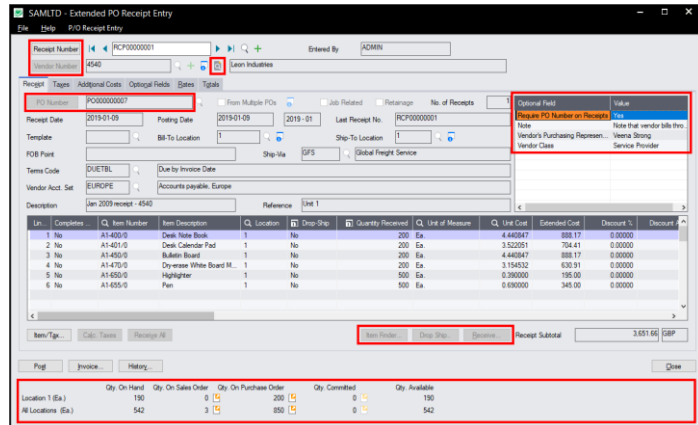 SAMLTD - Extended PO Receipt Entry
File Help P/O Receipt Entry
Receipt Number RCP00000001 Entered By ADMIN
Vendor Number 4540 Leon Industries
Receipt Taxes Additional Costs Optional Fields Rates Totals
PO Number PO000000007 From Multiple POs Job Related Retainage No. of Receipts 1
Receipt Date 2019-01-09 Posting Date 2019-01-09 2019 - 01 Last Receipt No. RCP00000001
Template Bill-To Location 1 Ship-To Location 1
FOB Point Ship-Via GFS Global Freight Service
Terms Code DUETBL Due by Invoice Date
Vendor Acct. Set EUROPE Accounts payable, Europe
Description Jan 2009 receipt - 4540 Reference Unit 1
Optional Field Value
Require PO Number on Receipts Yes
Note Note that vendor bills thro...
Vendor's Purchasing Represen... Veena Strong
Vendor Class Service Provider
Lin... Completes ... Item Number Item Description Location Drop-Ship Quantity Received Unit of Measure Unit Cost Extended Cost Discount % Discount A
1 No A1-400/0 Desk Note Book 1 No 200 Ea. 4.440847 888.17 0.00000
2 No A1-401/0 Desk Calendar Pad 1 No 200 Ea. 3.522051 704.41 0.00000
3 No A1-450/0 Bulletin Board 1 No 200 Ea. 4.440847 888.17 0.00000
4 No A1-470/0 Dry-erase White Board M... 1 No 200 Ea. 3.154532 630.91 0.00000
5 No A1-650/0 Highlighter 1 No 500 Ea. 0.390000 195.00 0.00000
6 No A1-655/0 Pen 1 No 500 Ea. 0.690000 345.00 0.00000
Item/Tax... Calc. Taxes Receive All Item Finder... Drop Ship... Receive... Receipt Subtotal 3,651.66 GBP
Post Invoice... History... Close
Qty. On Hand Qty. On Sales Order Qty. On Purchase Order Qty. Committed Qty. Available
Location 1 (Ea.) 190 0 200 0 190
All Locations (Ea.) 542 3 850 0 542